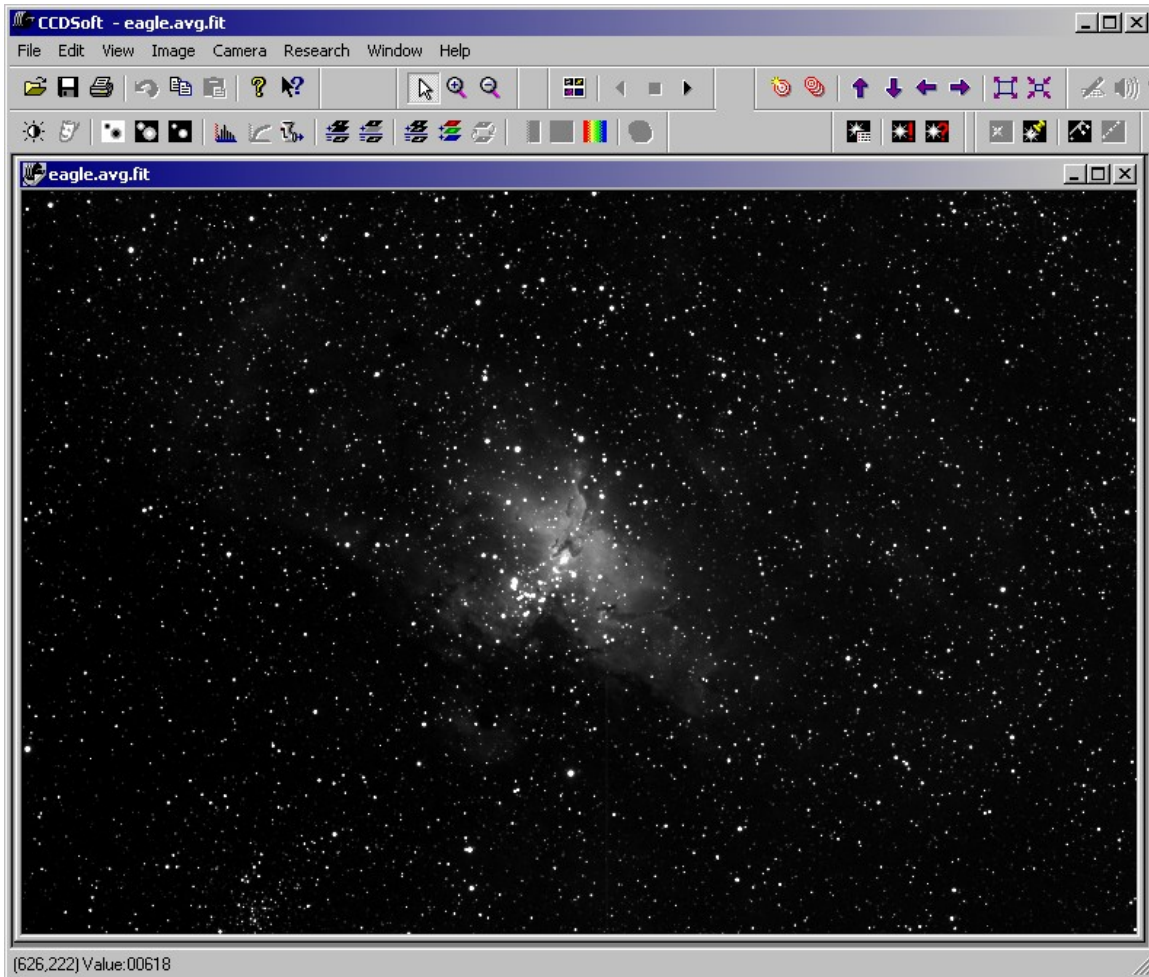 CCDSoft - eagle.avg.fit
File Edit View Image Camera Research Window Help
eagle.avg.fit
(626,222) Value:00618